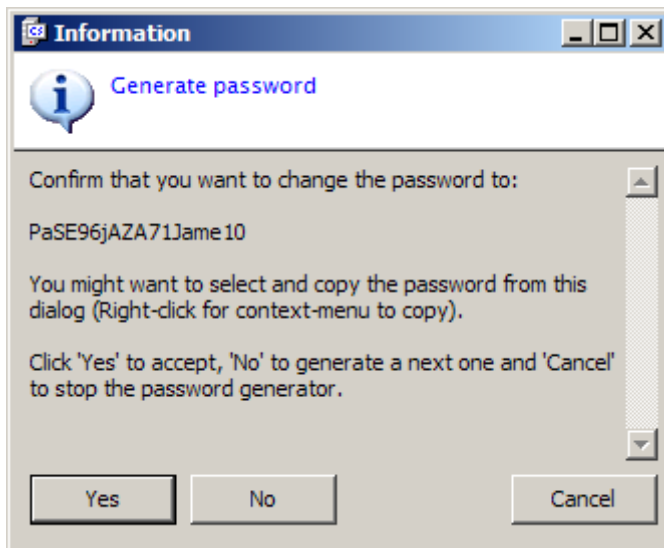 Information
Generate password
Confirm that you want to change the password to:
PaSE96jAZA71Jame10
You might want to select and copy the password from this
dialog (Right-click for context-menu to copy).
Click 'Yes' to accept, 'No' to generate a next one and 'Cancel'
to stop the password generator.
Yes
No
Cancel